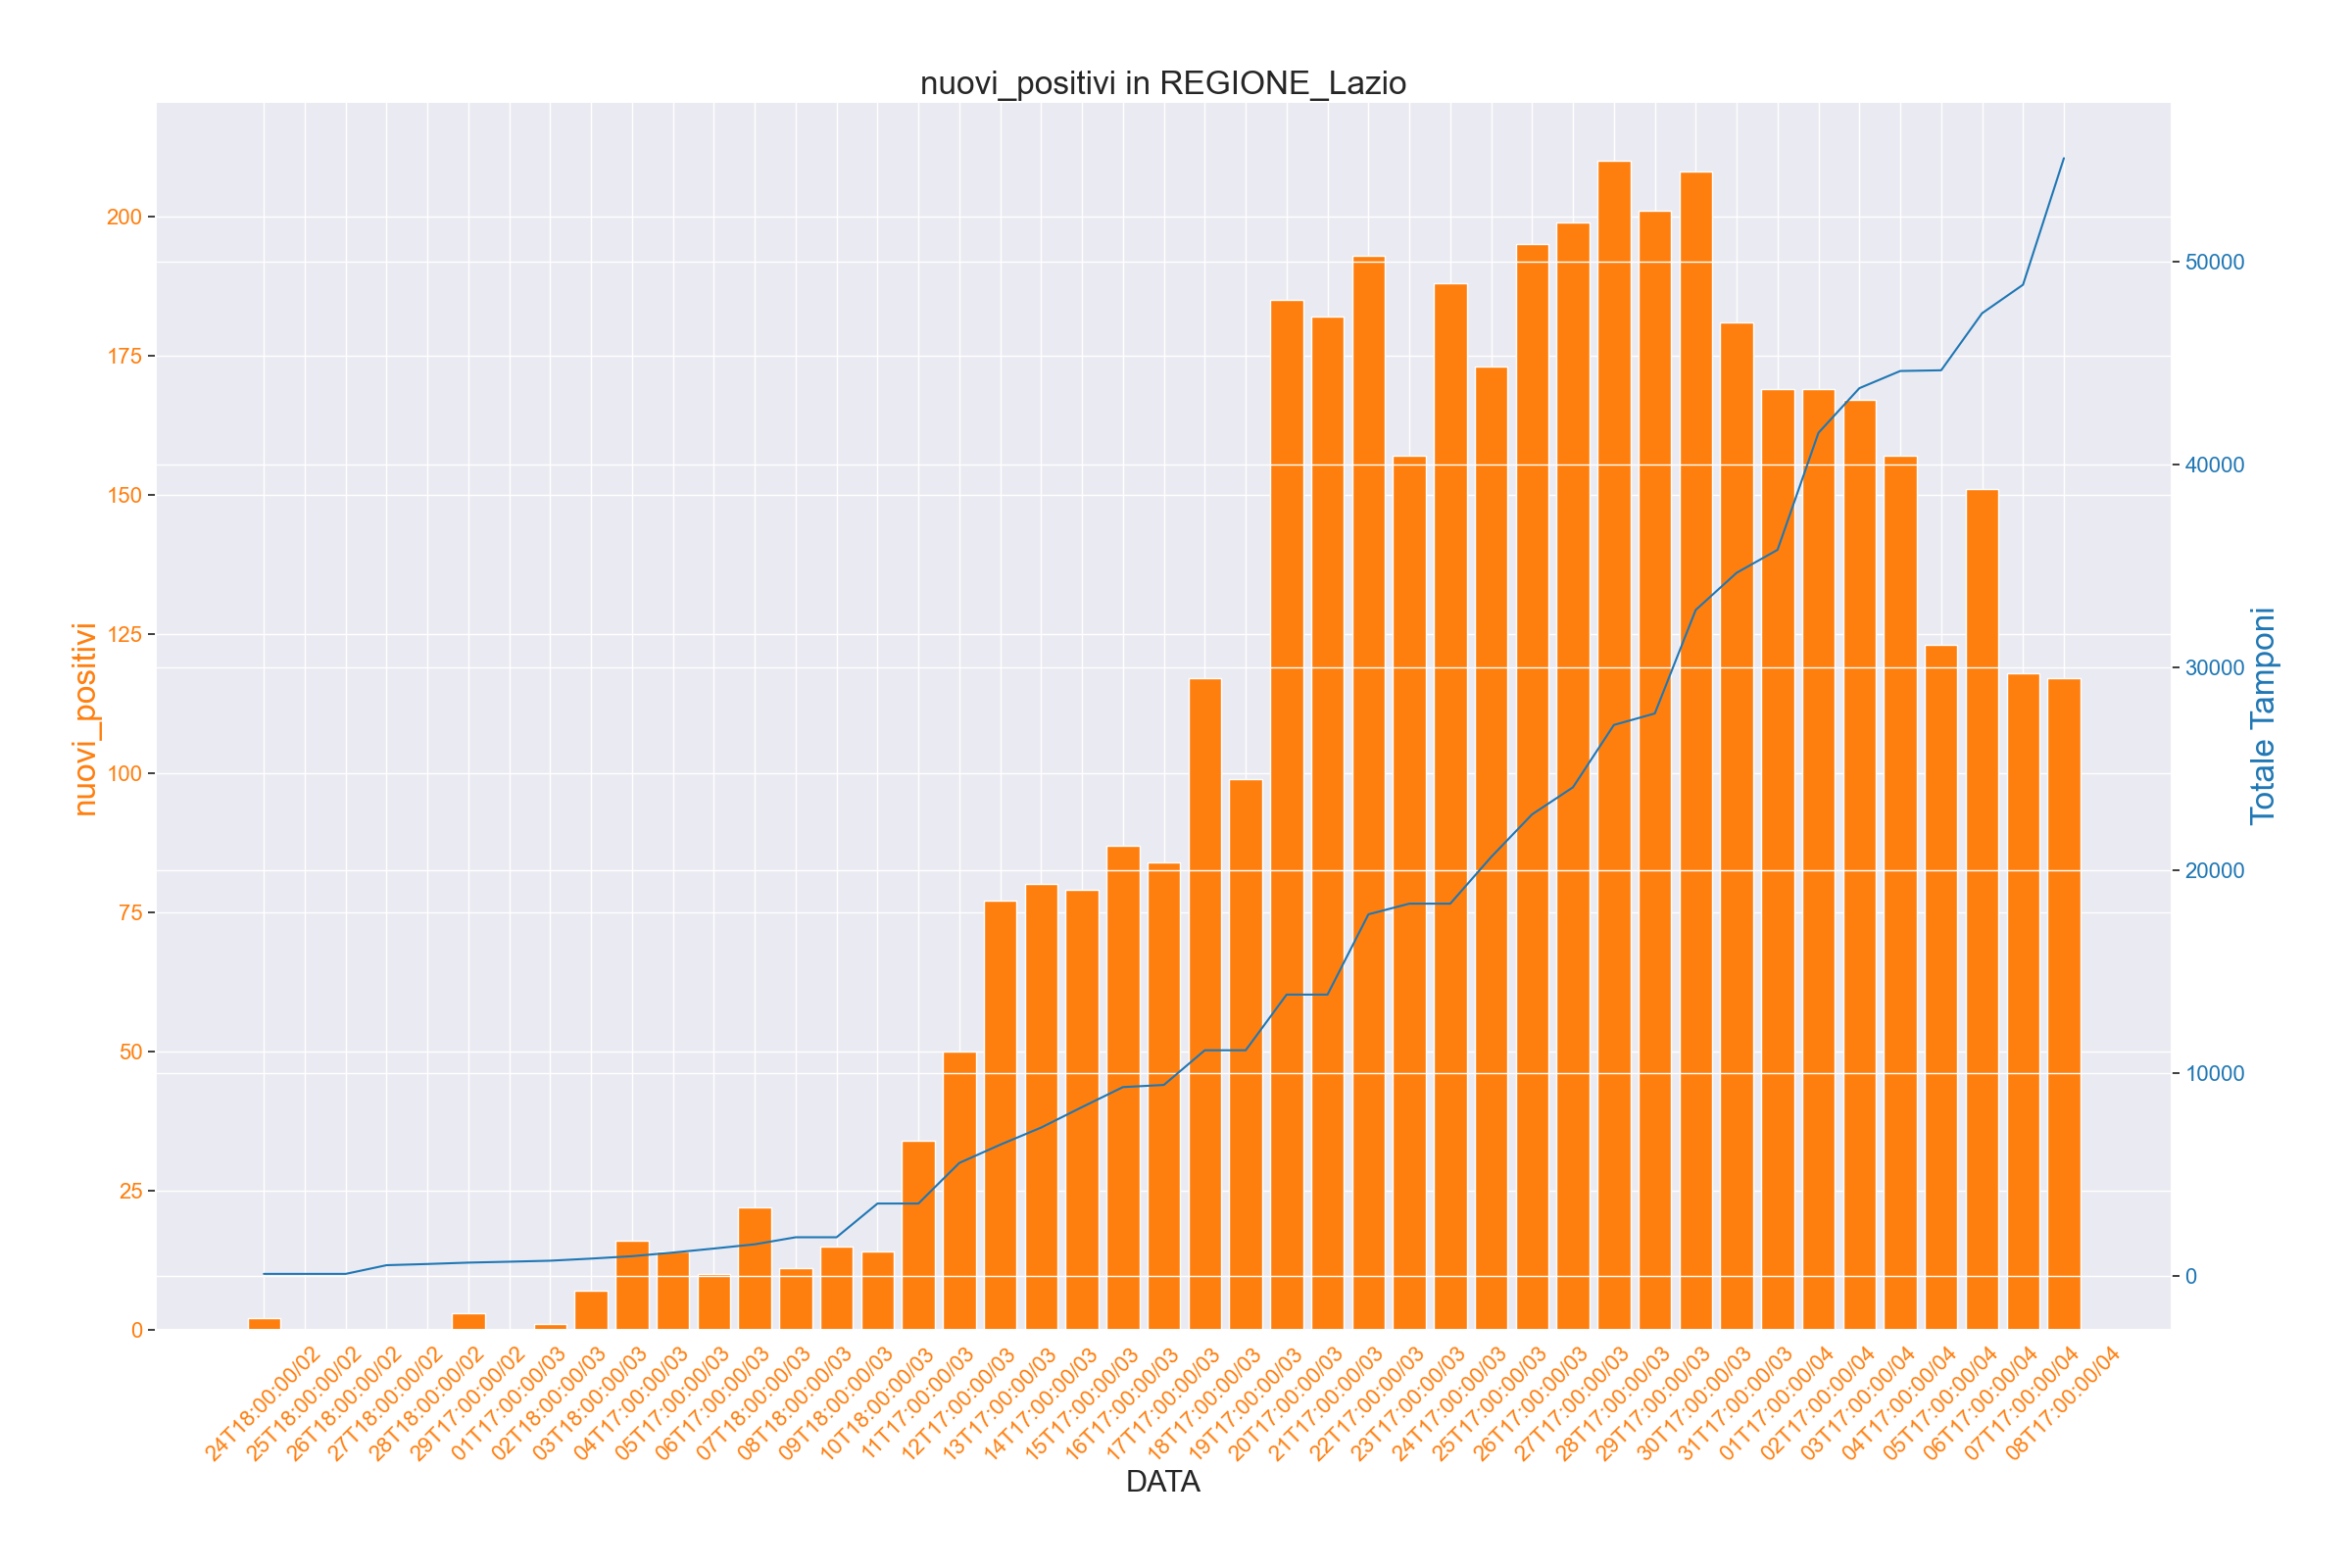 nuovi_positivi in REGIONE_Lazio
nuovi_positivi
200
175
150
125
100
75
50
25
0
50000
40000
30000
20000
10000
0
Totale Tamponi
24T18:00:00/02
25T18:00:00/02
26T18:00:00/02
27T18:00:00/02
28T18:00:00/02
29T17:00:00/02
01T17:00:00/03
02T18:00:00/03
03T18:00:00/03
04T17:00:00/03
05T17:00:00/03
06T17:00:00/03
07T18:00:00/03
08T18:00:00/03
09T18:00:00/03
10T18:00:00/03
11T17:00:00/03
12T17:00:00/03
13T17:00:00/03
14T17:00:00/03
15T17:00:00/03
16T17:00:00/03
17T17:00:00/03
18T17:00:00/03
19T17:00:00/03
20T17:00:00/03
21T17:00:00/03
22T17:00:00/03
23T17:00:00/03
24T17:00:00/03
25T17:00:00/03
26T17:00:00/03
27T17:00:00/03
28T17:00:00/03
29T17:00:00/03
30T17:00:00/03
31T17:00:00/03
01T17:00:00/04
02T17:00:00/04
03T17:00:00/04
04T17:00:00/04
05T17:00:00/04
06T17:00:00/04
07T17:00:00/04
08T17:00:00/04
DATA